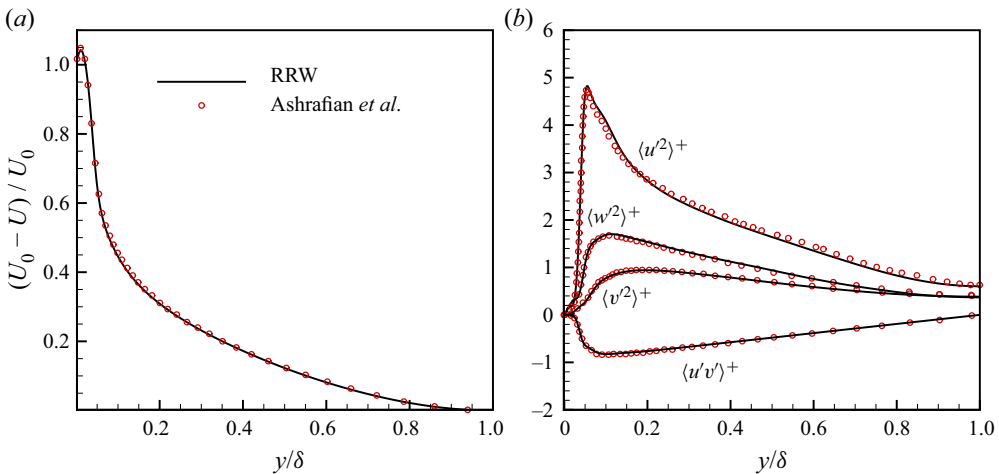 (a)
1.0
0.8
0.6
0.4
0.2
0.2 0.4 0.6 0.8 1.0
((U₀ – U) / U₀
y/δ
RRW
Ashrafian et al.
(b)
6
5
4
3
2
1
0
−1
−2
0 0.2 0.4 0.6 0.8 1.0
y/δ
⟨u′²⟩⁺
⟨w′²⟩⁺
⟨v′²⟩⁺
⟨u′v′⟩⁺